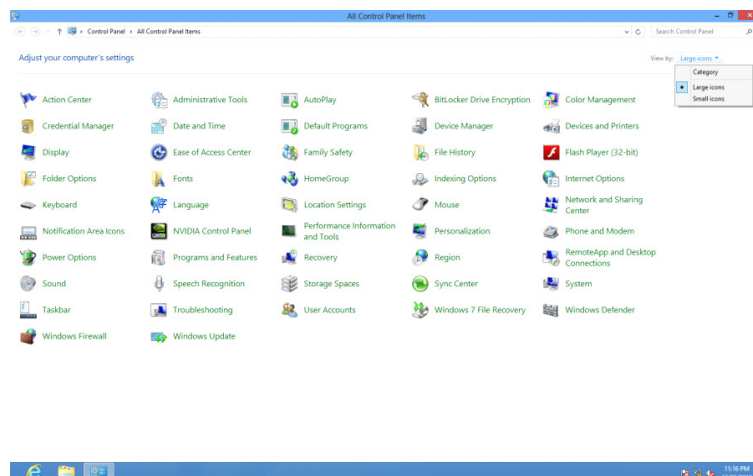 All Control Panel Items
Control Panel All Control Panel Items Search Control Panel
Adjust your computer's settings View by: Large icons
Category
Large icons
Small icons
Action Center Administrative Tools AutoPlay BitLocker Drive Encryption Color Management
Credential Manager Date and Time Default Programs Device Manager Devices and Printers
Display Ease of Access Center Family Safety File History Flash Player (32-bit)
Folder Options Fonts HomeGroup Indexing Options Internet Options
Keyboard Language Location Settings Mouse Network and Sharing
Center
Notification Area Icons NVIDIA Control Panel Performance Information
and Tools Personalization Phone and Modem
Power Options Programs and Features Recovery Region RemoteApp and Desktop
Connections
Sound Speech Recognition Storage Spaces Sync Center System
Taskbar Troubleshooting User Accounts Windows 7 File Recovery Windows Defender
Windows Firewall Windows Update
11:16 PM